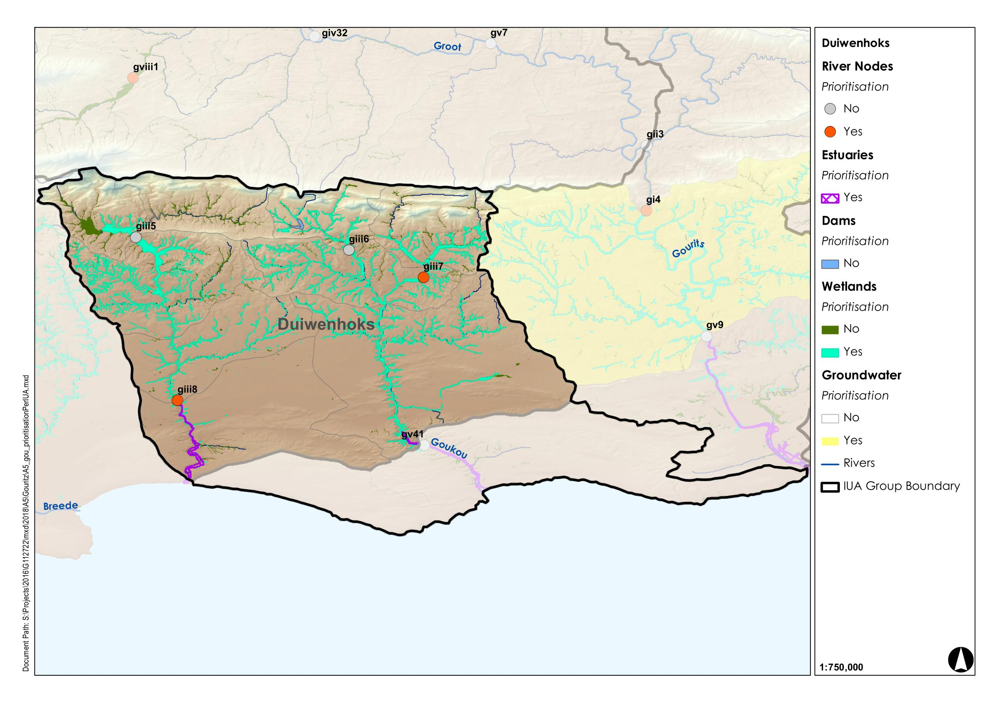 giv32
gv7
Groot
gviii1
gii3
gi4
giii5
giii6
Gourits
giii7
Duiwenhoks
gv9
giii8
gv41
Goukou
Breede
Document Path: S:\Projects\2016\G112722\mxd\2018\A5\Gouritz\A5_gou_prioritisationPerIUA.mxd
Duiwenhoks
River Nodes
Prioritisation
No
Yes
Estuaries
Prioritisation
Yes
Dams
Prioritisation
No
Wetlands
Prioritisation
No
Yes
Groundwater
Prioritisation
No
Yes
Rivers
IUA Group Boundary
1:750,000